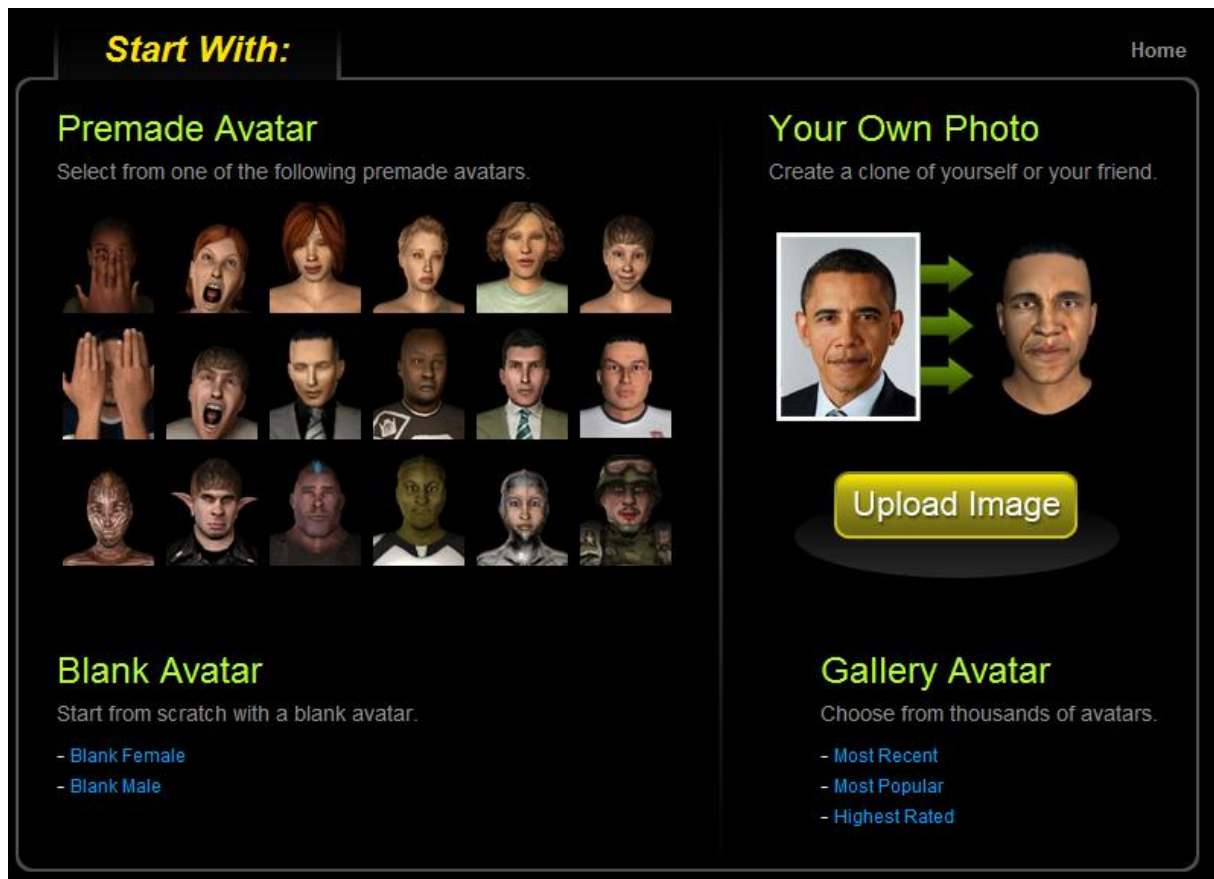 Start With:
Home
Premade Avatar
Select from one of the following premade avatars.
Your Own Photo
Create a clone of yourself or your friend.
Upload Image
Blank Avatar
Start from scratch with a blank avatar.
- Blank Female
- Blank Male
Gallery Avatar
Choose from thousands of avatars.
- Most Recent
- Most Popular
- Highest Rated